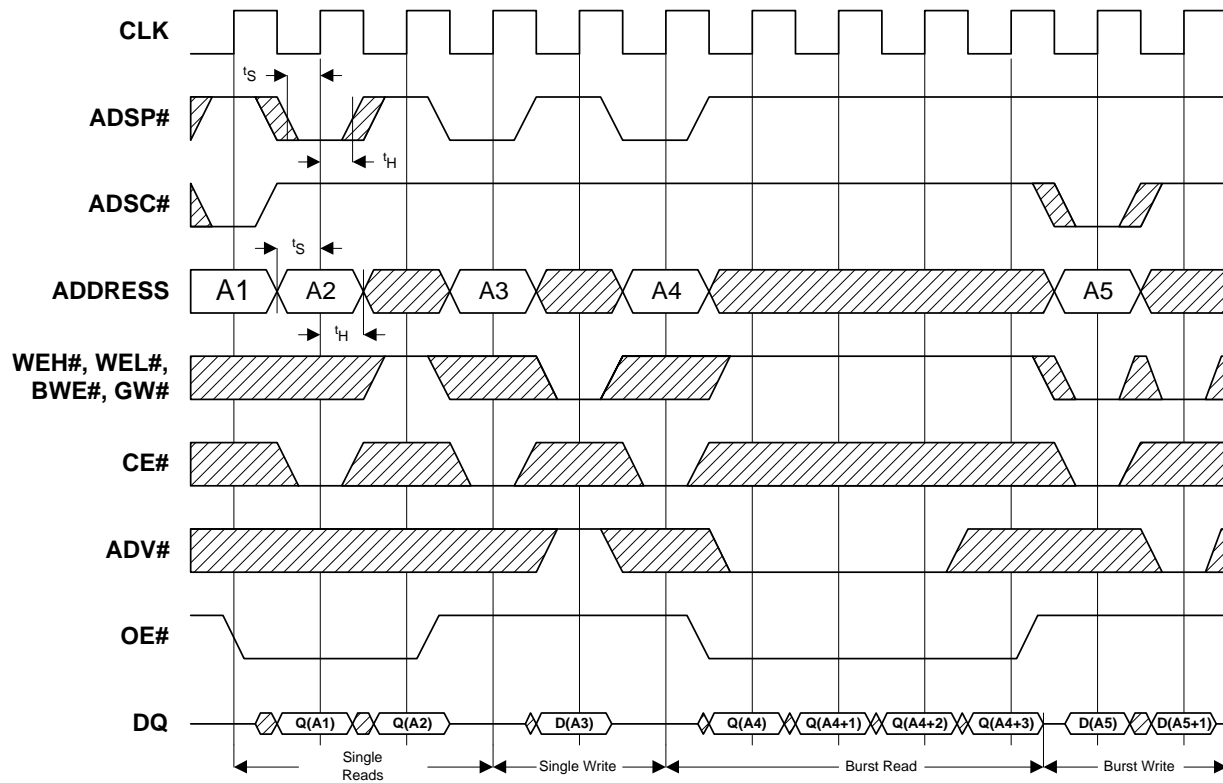 CLK
tS
ADSP#
tH
ADSC#
tS
ADDRESS A1 A2 A3 A4 A5
tH
WEH#, WEL#,
BWE#, GW#
CE#
ADV#
OE#
DQ Q(A1) Q(A2) D(A3) Q(A4) Q(A4+1) Q(A4+2) Q(A4+3) D(A5) D(A5+1)
Single
Reads
Single Write
Burst Read
Burst Write